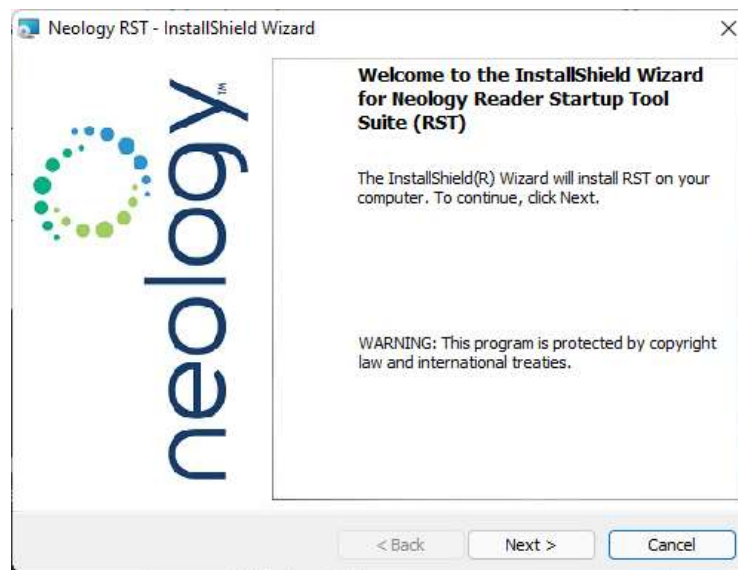 Neology RST - InstallShield Wizard
neology™
Welcome to the InstallShield Wizard
for Neology Reader Startup Tool
Suite (RST)
The InstallShield(R) Wizard will install RST on your
computer. To continue, click Next.
WARNING: This program is protected by copyright
law and international treaties.
< Back
Next >
Cancel